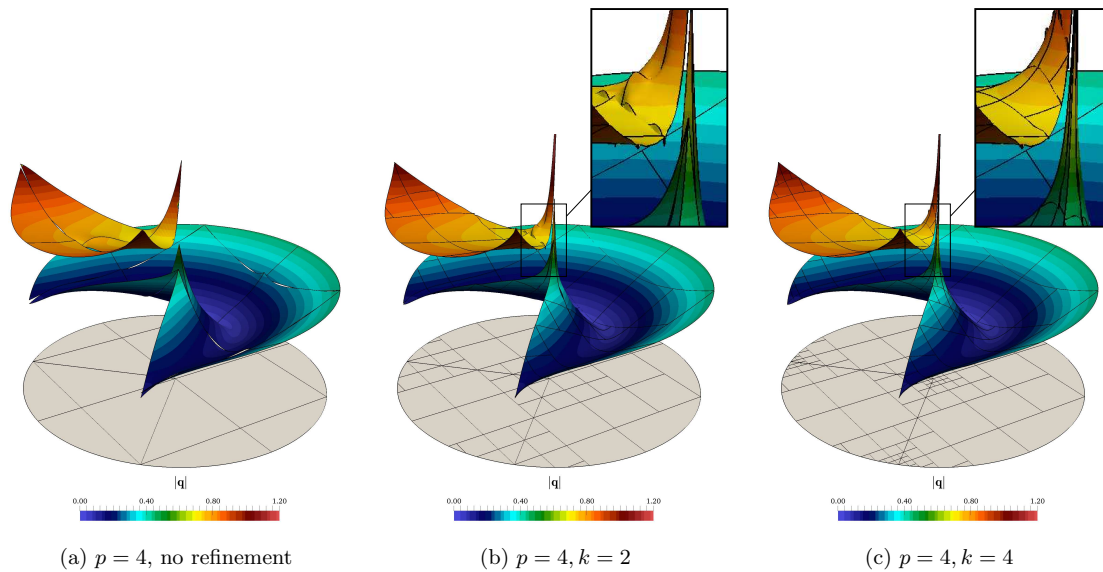 |q|
0.00 0.40 0.80 1.20
(a) p = 4, no refinement
|q|
0.00 0.40 0.80 1.20
(b) p = 4, k = 2
|q|
0.00 0.40 0.80 1.20
(c) p = 4, k = 4